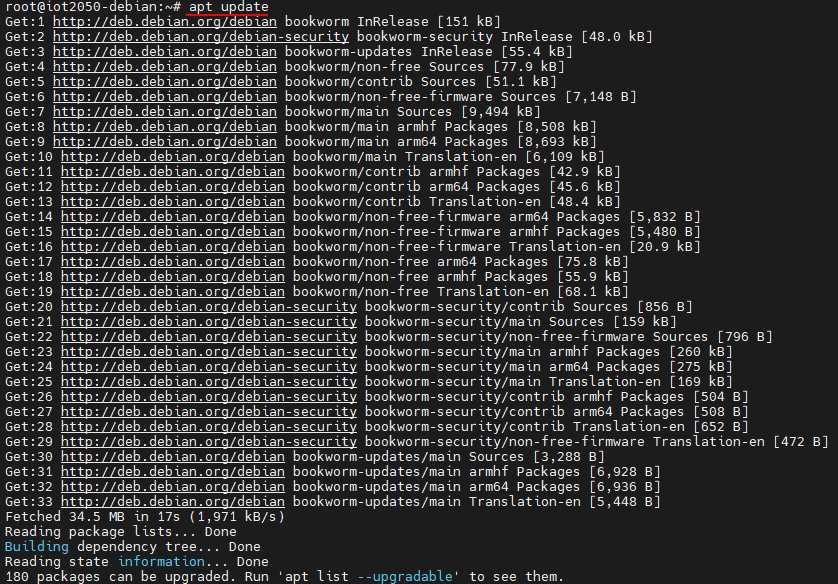 root@iot2050-debian:~# apt update
Get:1 http://deb.debian.org/debian bookworm InRelease [151 kB]
Get:2 http://deb.debian.org/debian-security bookworm-security InRelease [48.0 kB]
Get:3 http://deb.debian.org/debian bookworm-updates InRelease [55.4 kB]
Get:4 http://deb.debian.org/debian bookworm/non-free Sources [77.9 kB]
Get:5 http://deb.debian.org/debian bookworm/contrib Sources [51.1 kB]
Get:6 http://deb.debian.org/debian bookworm/non-free-firmware Sources [7,148 B]
Get:7 http://deb.debian.org/debian bookworm/main Sources [9,494 kB]
Get:8 http://deb.debian.org/debian bookworm/main armhf Packages [8,508 kB]
Get:9 http://deb.debian.org/debian bookworm/main arm64 Packages [8,693 kB]
Get:10 http://deb.debian.org/debian bookworm/main Translation-en [6,109 kB]
Get:11 http://deb.debian.org/debian bookworm/contrib armhf Packages [42.9 kB]
Get:12 http://deb.debian.org/debian bookworm/contrib arm64 Packages [45.6 kB]
Get:13 http://deb.debian.org/debian bookworm/contrib Translation-en [48.4 kB]
Get:14 http://deb.debian.org/debian bookworm/non-free-firmware arm64 Packages [5,832 B]
Get:15 http://deb.debian.org/debian bookworm/non-free-firmware armhf Packages [5,480 B]
Get:16 http://deb.debian.org/debian bookworm/non-free-firmware Translation-en [20.9 kB]
Get:17 http://deb.debian.org/debian bookworm/non-free arm64 Packages [75.8 kB]
Get:18 http://deb.debian.org/debian bookworm/non-free armhf Packages [55.9 kB]
Get:19 http://deb.debian.org/debian bookworm/non-free Translation-en [68.1 kB]
Get:20 http://deb.debian.org/debian-security bookworm-security/contrib Sources [856 B]
Get:21 http://deb.debian.org/debian-security bookworm-security/main Sources [159 kB]
Get:22 http://deb.debian.org/debian-security bookworm-security/non-free-firmware Sources [796 B]
Get:23 http://deb.debian.org/debian-security bookworm-security/main armhf Packages [260 kB]
Get:24 http://deb.debian.org/debian-security bookworm-security/main arm64 Packages [275 kB]
Get:25 http://deb.debian.org/debian-security bookworm-security/main Translation-en [169 kB]
Get:26 http://deb.debian.org/debian-security bookworm-security/contrib armhf Packages [504 B]
Get:27 http://deb.debian.org/debian-security bookworm-security/contrib arm64 Packages [508 B]
Get:28 http://deb.debian.org/debian-security bookworm-security/contrib Translation-en [652 B]
Get:29 http://deb.debian.org/debian-security bookworm-security/non-free-firmware Translation-en [472 B]
Get:30 http://deb.debian.org/debian bookworm-updates/main Sources [3,288 B]
Get:31 http://deb.debian.org/debian bookworm-updates/main armhf Packages [6,928 B]
Get:32 http://deb.debian.org/debian bookworm-updates/main arm64 Packages [6,936 B]
Get:33 http://deb.debian.org/debian bookworm-updates/main Translation-en [5,448 B]
Fetched 34.5 MB in 17s (1,971 kB/s)
Reading package lists... Done
Building dependency tree... Done
Reading state information... Done
180 packages can be upgraded. Run 'apt list --upgradable' to see them.